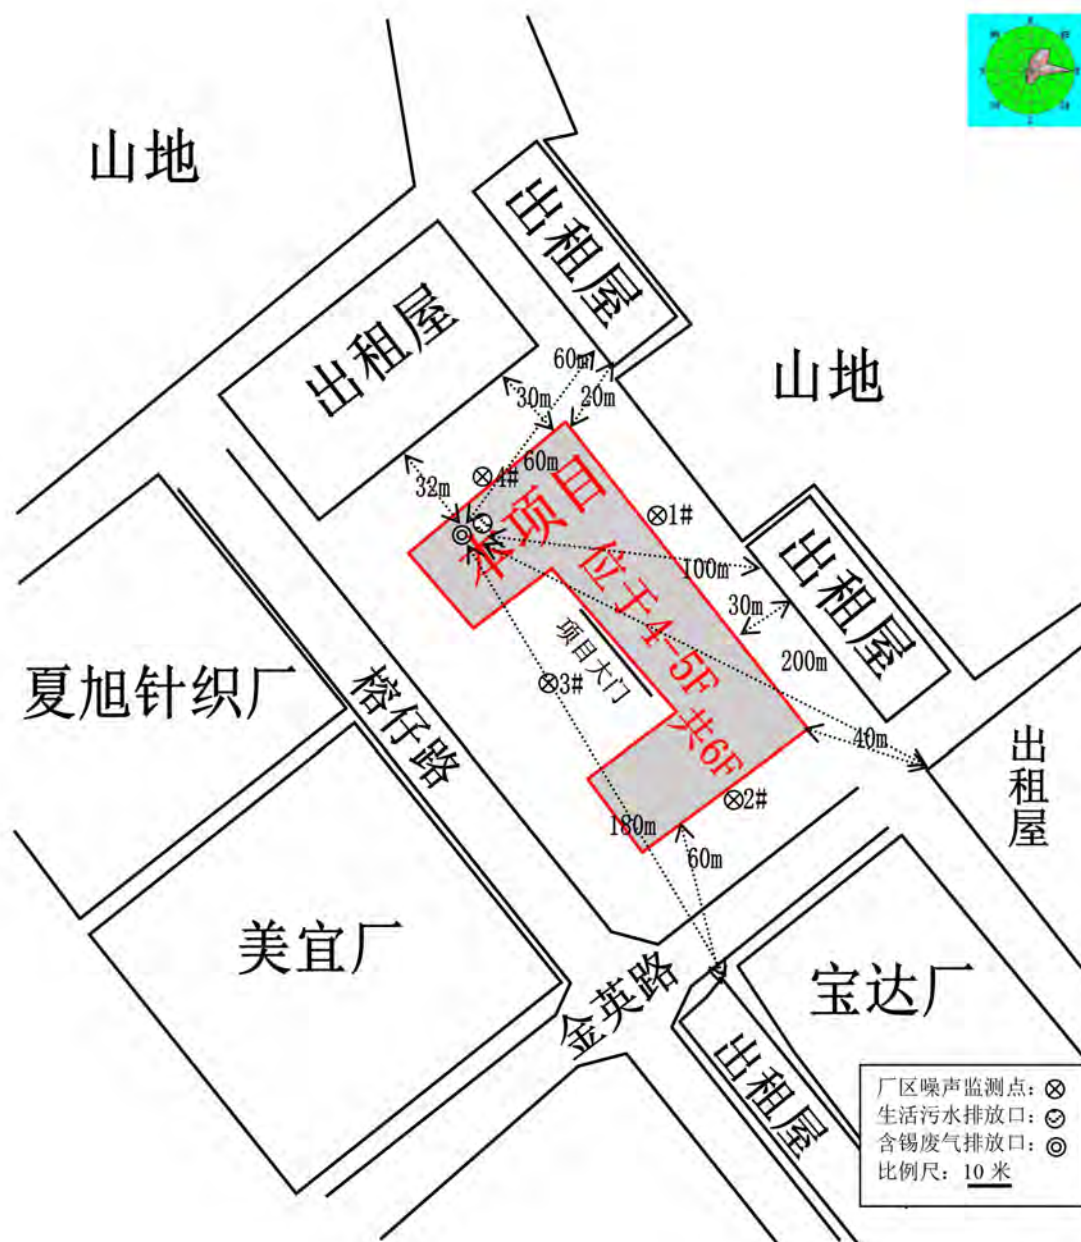 山地
出租屋
出租屋
山地
60m
30m
20m
60m
32m
4#
1#
本项目
位于4-5F
共6F
100m
出租屋
30m
200m
项目大门
3#
夏旭针织厂
榕仔路
40m
出租屋
2#
180m
60m
美宜厂
金英路
宝达厂
出租屋
厂区噪声监测点：
生活污水排放口：
含锡废气排放口：
比例尺：10 米